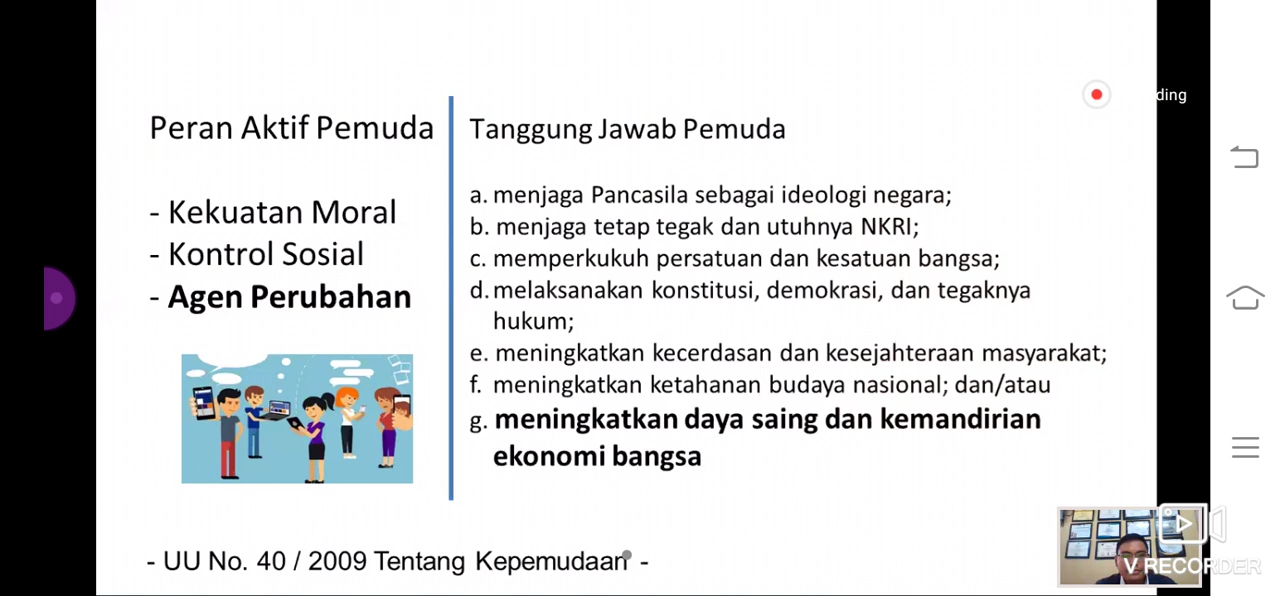 ding
Peran Aktif Pemuda
- Kekuatan Moral
- Kontrol Sosial
- Agen Perubahan
Tanggung Jawab Pemuda
a. menjaga Pancasila sebagai ideologi negara;
b. menjaga tetap tegak dan utuhnya NKRI;
c. memperkukuh persatuan dan kesatuan bangsa;
d. melaksanakan konstitusi, demokrasi, dan tegaknya
hukum;
e. meningkatkan kecerdasan dan kesejahteraan masyarakat;
f. meningkatkan ketahanan budaya nasional; dan/atau
g. meningkatkan daya saing dan kemandirian
ekonomi bangsa
- UU No. 40 / 2009 Tentang Kepemudaan -
V RECORDER